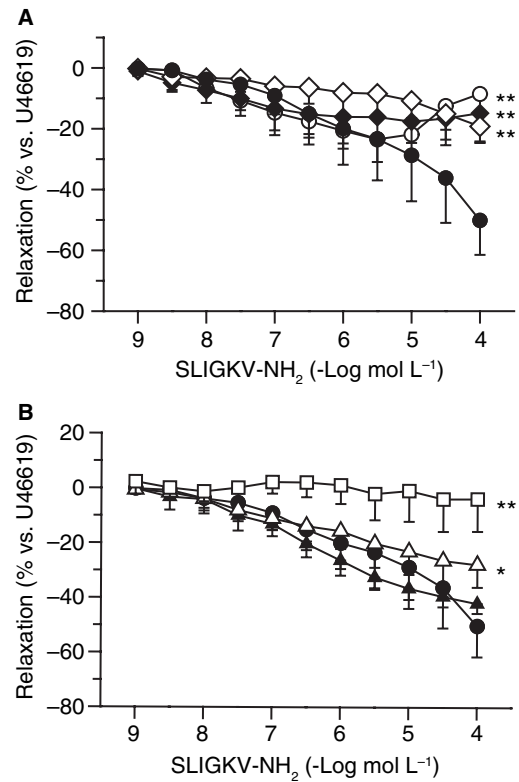 A
Relaxation (% vs. U46619)
0
–20
–40
–60
–80
**
**
**
9 8 7 6 5 4
SLIGKV-NH₂ (-Log mol L⁻¹)
B
Relaxation (% vs. U46619)
20
0
–20
–40
–60
–80
**
*
9 8 7 6 5 4
SLIGKV-NH₂ (-Log mol L⁻¹)